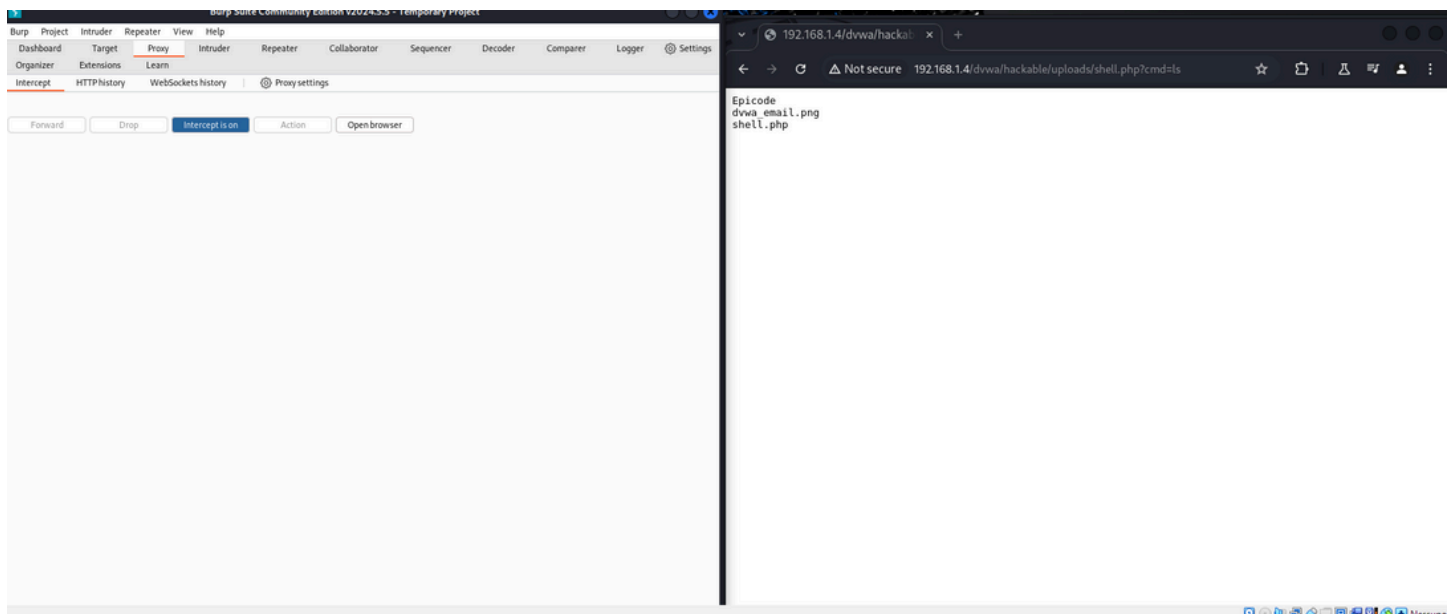 Burp Suite Community Edition v2024.5.5 - Temporary Project
Burp Project Intruder Repeater View Help
Dashboard Target Proxy Intruder Repeater Collaborator Sequencer Decoder Comparer Logger Settings
Organizer Extensions Learn
Intercept HTTP history WebSockets history Proxy settings
Forward Drop Intercept is on Action Open browser
192.168.1.4/dvwa/hackab
Not secure 192.168.1.4/dvwa/hackable/uploads/shell.php?cmd=ls
Epicode
dvwa_email.png
shell.php